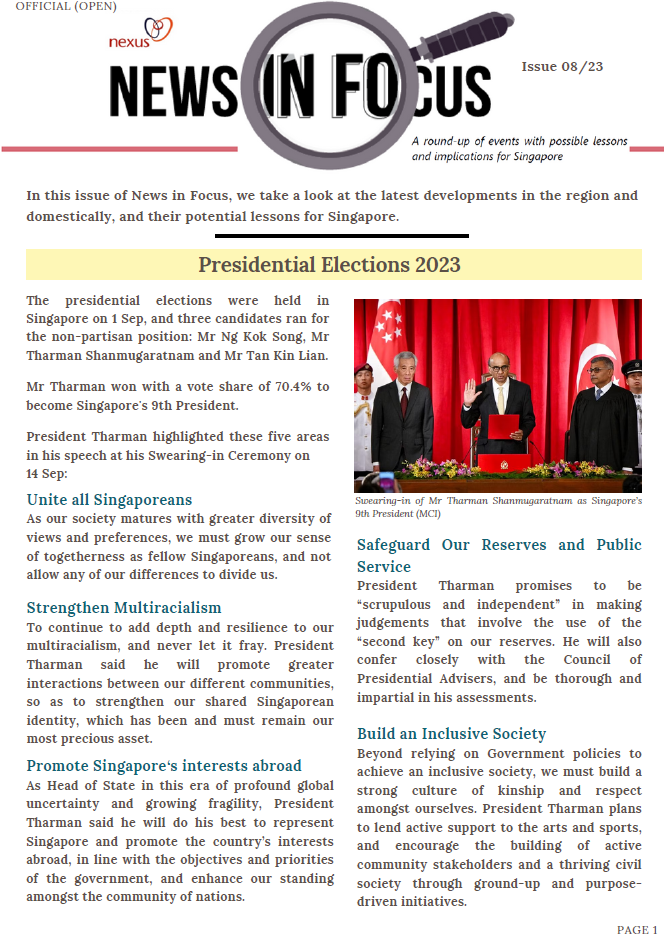 OFFICIAL (OPEN)
nexus
NEWS IN FOCUS
Issue 08/23
A round-up of events with possible lessons
and implications for Singapore
In this issue of News in Focus, we take a look at the latest developments in the region and
domestically, and their potential lessons for Singapore.
Presidential Elections 2023
The presidential elections were held in
Singapore on 1 Sep, and three candidates ran for
the non-partisan position: Mr Ng Kok Song, Mr
Tharman Shanmugaratnam and Mr Tan Kin Lian.
Mr Tharman won with a vote share of 70.4% to
become Singapore's 9th President.
President Tharman highlighted these five areas
in his speech at his Swearing-in Ceremony on
14 Sep:
Unite all Singaporeans
As our society matures with greater diversity of
views and preferences, we must grow our sense
of togetherness as fellow Singaporeans, and not
allow any of our differences to divide us.
Strengthen Multiracialism
To continue to add depth and resilience to our
multiracialism, and never let it fray. President
Tharman said he will promote greater
interactions between our different communities,
so as to strengthen our shared Singaporean
identity, which has been and must remain our
most precious asset.
Promote Singapore‘s interests abroad
As Head of State in this era of profound global
uncertainty and growing fragility, President
Tharman said he will do his best to represent
Singapore and promote the country's interests
abroad, in line with the objectives and priorities
of the government, and enhance our standing
amongst the community of nations.
Swearing-in of Mr Tharman Shanmugaratnam as Singapore's
9th President (MCI)
Safeguard Our Reserves and Public
Service
President Tharman promises to be
“scrupulous and independent” in making
judgements that involve the use of the
“second key” on our reserves. He will also
confer closely with the Council of
Presidential Advisers, and be thorough and
impartial in his assessments.
Build an Inclusive Society
Beyond relying on Government policies to
achieve an inclusive society, we must build a
strong culture of kinship and respect
amongst ourselves. President Tharman plans
to lend active support to the arts and sports,
and encourage the building of active
community stakeholders and a thriving civil
society through ground-up and purpose-
driven initiatives.
PAGE 1